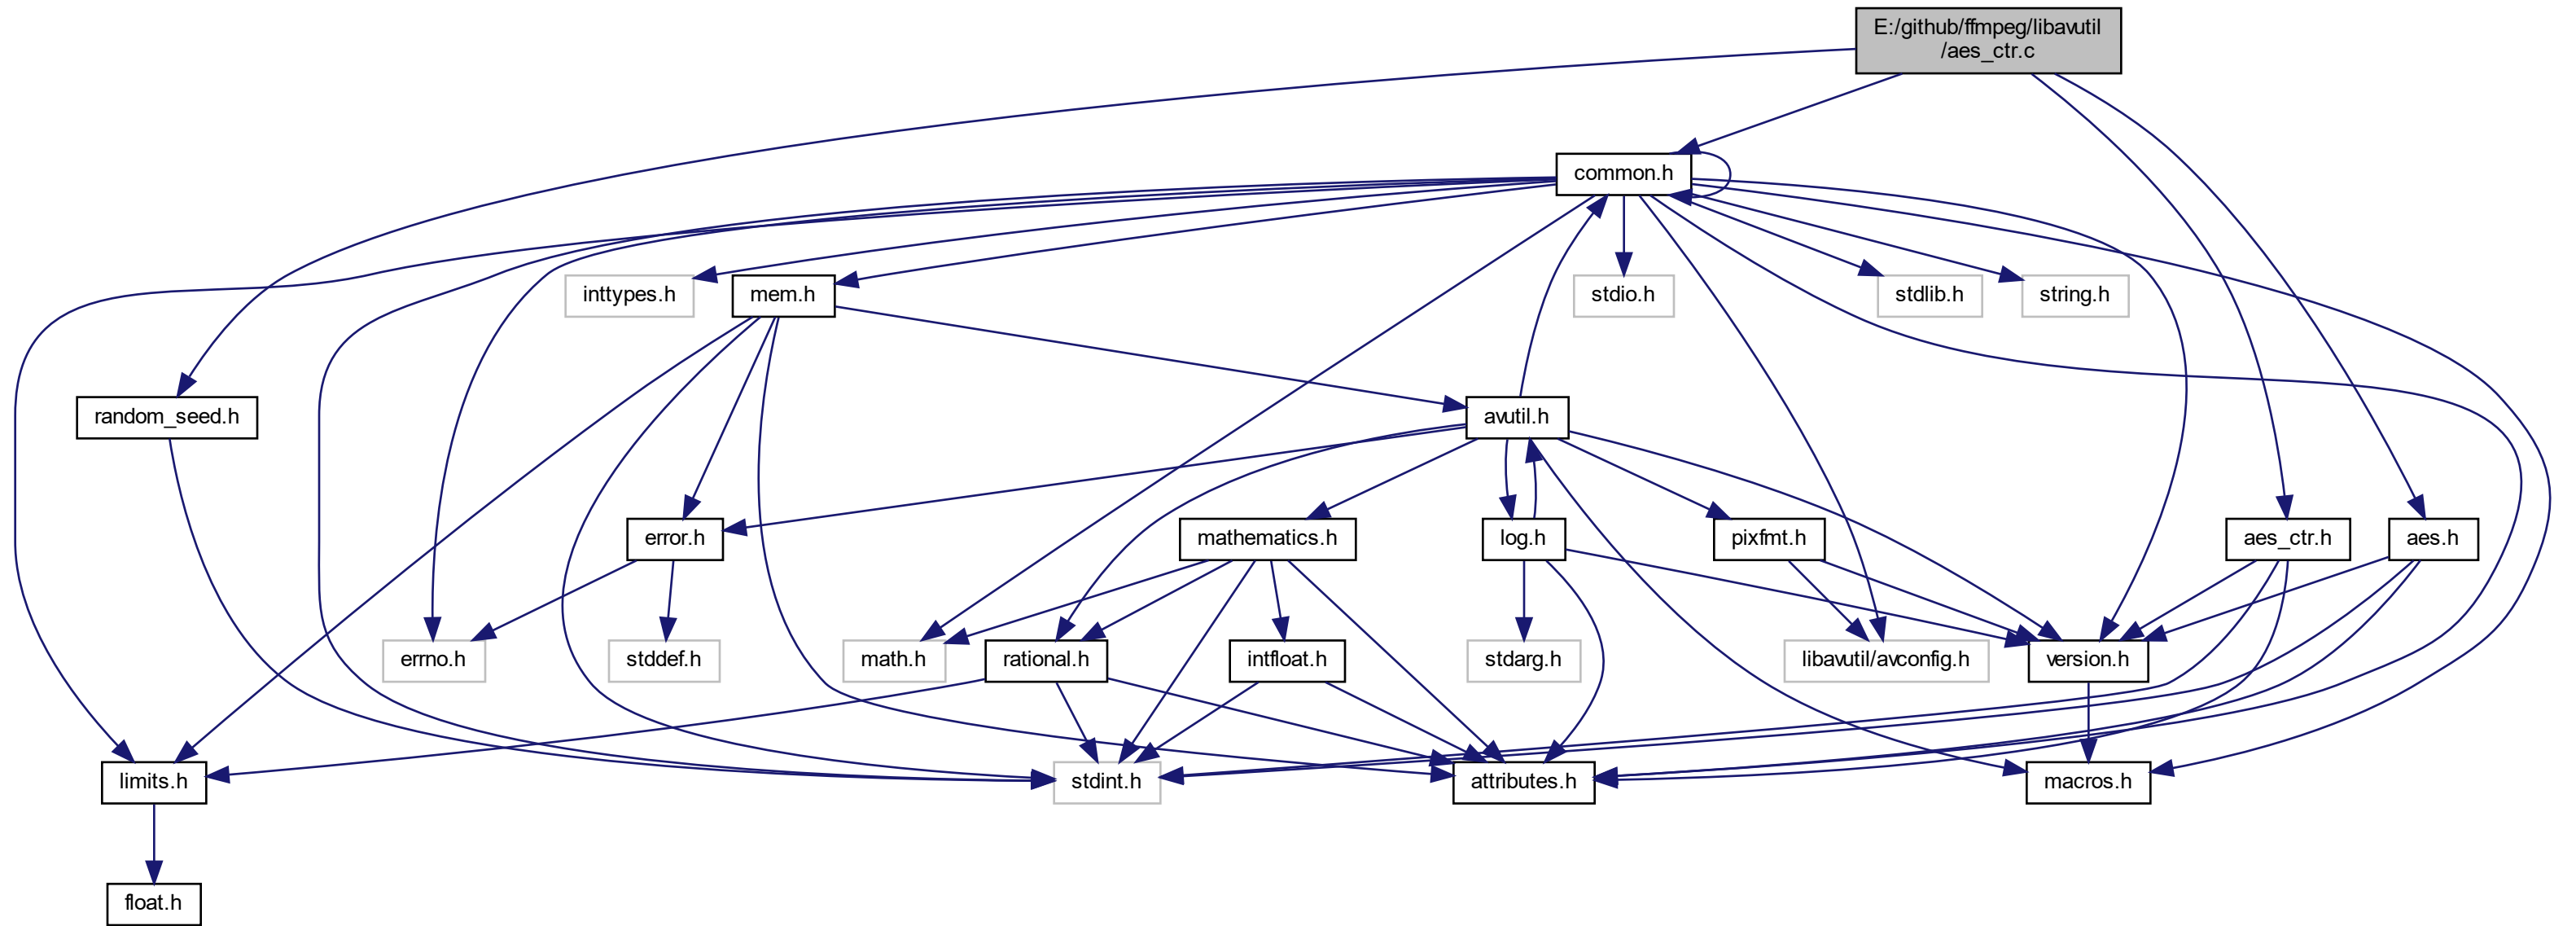 E:/github/ffmpeg/libavutil
/aes_ctr.c
common.h
inttypes.h
mem.h
stdio.h
stdlib.h
string.h
random_seed.h
avutil.h
error.h
mathematics.h
log.h
pixfmt.h
aes_ctr.h
aes.h
errno.h
stddef.h
math.h
rational.h
intfloat.h
stdarg.h
libavutil/avconfig.h
version.h
limits.h
stdint.h
attributes.h
macros.h
float.h